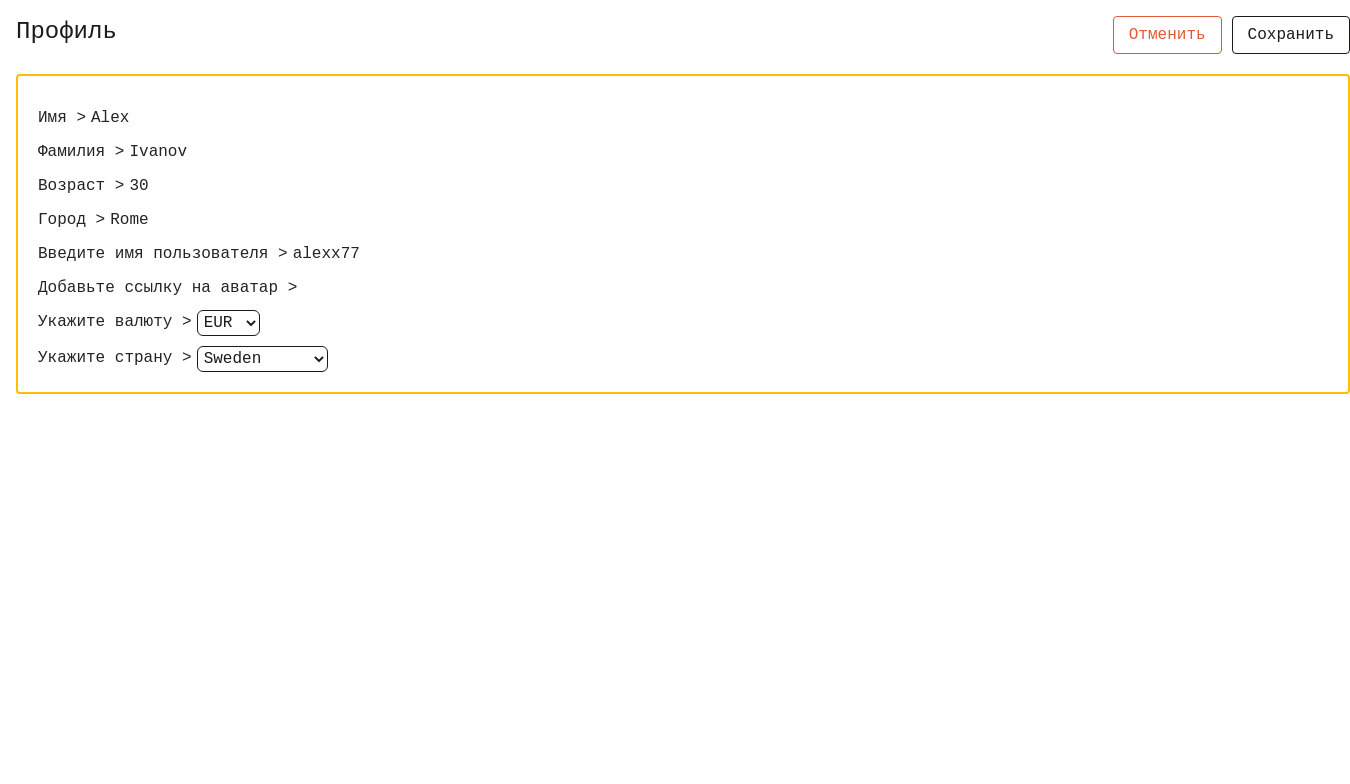 Профиль
Отменить
Сохранить
Имя > Alex
Фамилия > Ivanov
Возраст > 30
Город > Rome
Введите имя пользователя > alexx77
Добавьте ссылку на аватар >
Укажите валюту > EUR
Укажите страну > Sweden